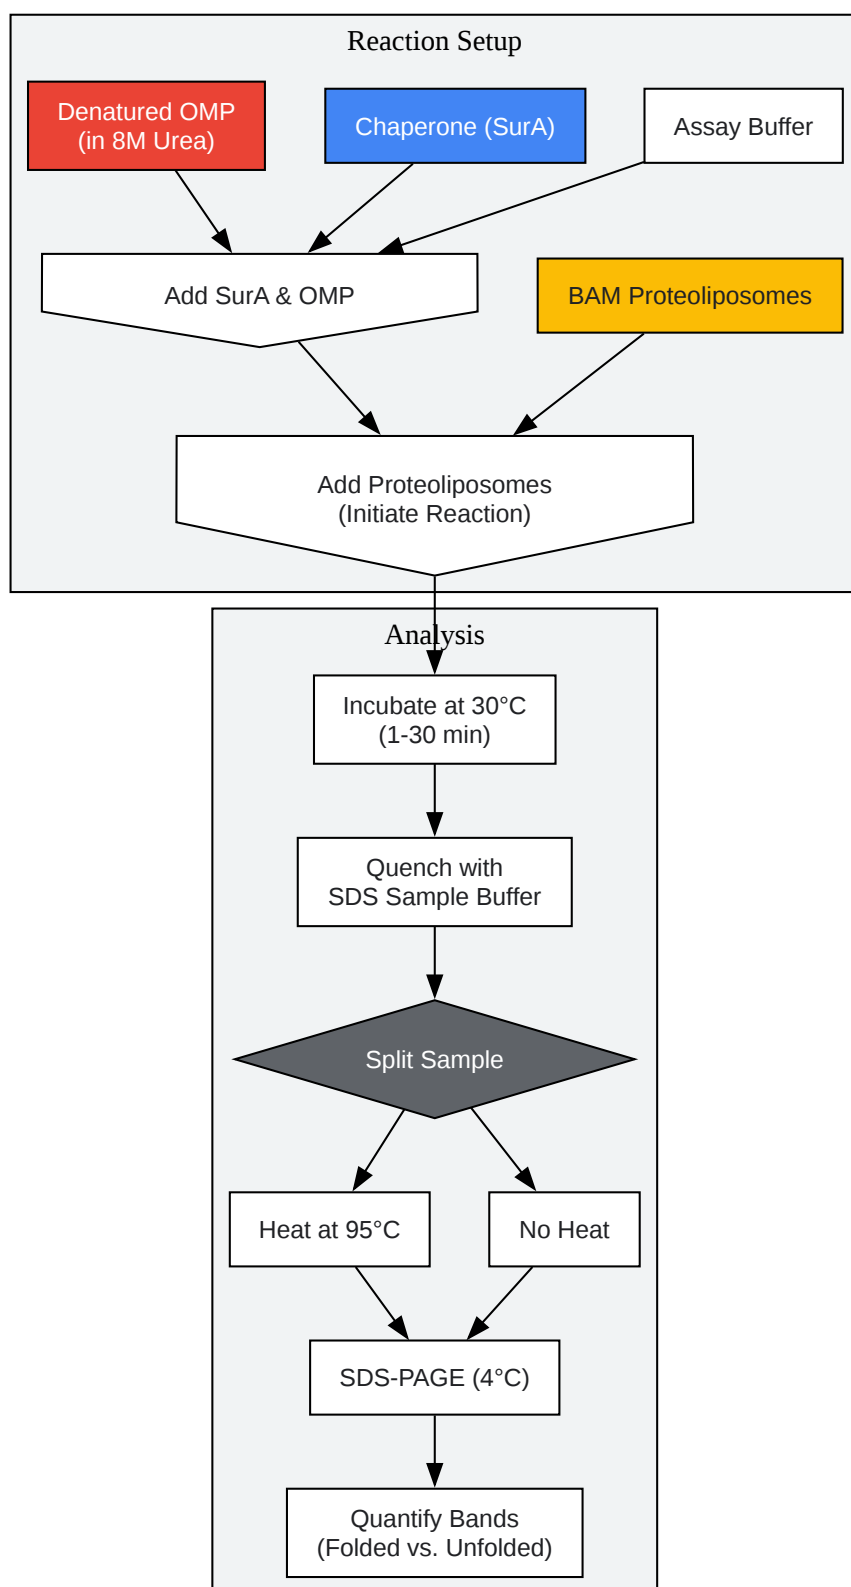 Reaction Setup
Denatured OMP
(in 8M Urea)
Chaperone (SurA)
Assay Buffer
Add SurA & OMP
BAM Proteoliposomes
Add Proteoliposomes
(Initiate Reaction)
Analysis
Incubate at 30°C
(1-30 min)
Quench with
SDS Sample Buffer
Split Sample
Heat at 95°C
No Heat
SDS-PAGE (4°C)
Quantify Bands
(Folded vs. Unfolded)